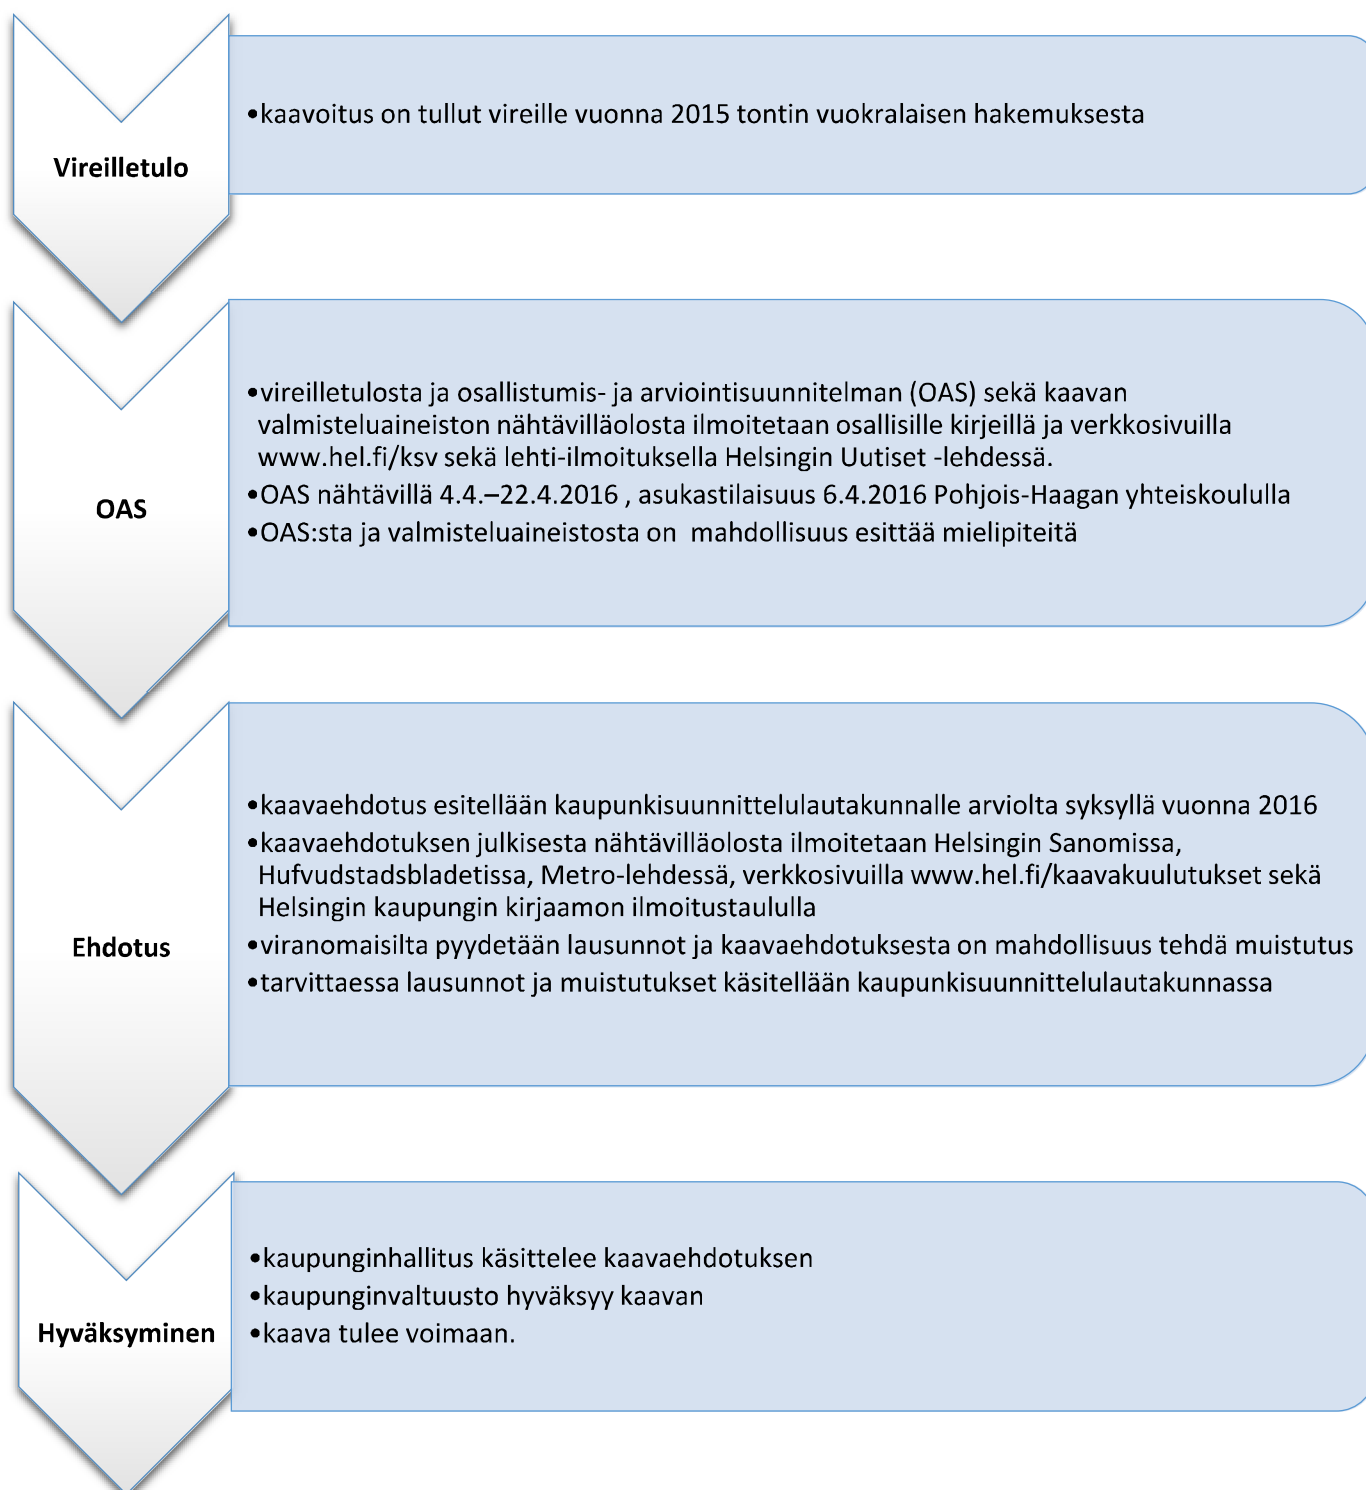 Vireilletulo
•kaavoitus on tullut vireille vuonna 2015 tontin vuokralaisen hakemuksesta
OAS
•vireilletulosta ja osallistumis- ja arviointisuunnitelman (OAS) sekä kaavan
valmisteluaineiston nähtävilläolosta ilmoitetaan osallisille kirjeillä ja verkkosivuilla
www.hel.fi/ksv sekä lehti-ilmoituksella Helsingin Uutiset -lehdessä.
•OAS nähtävillä 4.4.–22.4.2016 , asukastilaisuus 6.4.2016 Pohjois-Haagan yhteiskoululla
•OAS:sta ja valmisteluaineistosta on  mahdollisuus esittää mielipiteitä
Ehdotus
•kaavaehdotus esitellään kaupunkisuunnittelulautakunnalle arviolta syksyllä vuonna 2016
•kaavaehdotuksen julkisesta nähtävilläolosta ilmoitetaan Helsingin Sanomissa,
Hufvudstadsbladetissa, Metro-lehdessä, verkkosivuilla www.hel.fi/kaavakuulutukset sekä
Helsingin kaupungin kirjaamon ilmoitustaululla
•viranomaisilta pyydetään lausunnot ja kaavaehdotuksesta on mahdollisuus tehdä muistutus
•tarvittaessa lausunnot ja muistutukset käsitellään kaupunkisuunnittelulautakunnassa
Hyväksyminen
•kaupunginhallitus käsittelee kaavaehdotuksen
•kaupunginvaltuusto hyväksyy kaavan
•kaava tulee voimaan.